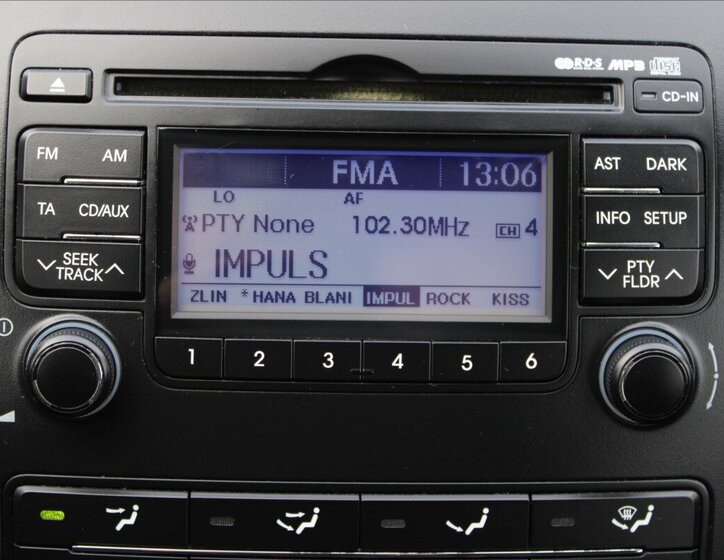 R·D·S MP3 disc
CD-IN
FM AM
TA CD/AUX
SEEK
TRACK
FMA 13:06
LO AF
PTY None 102.30MHz CH 4
IMPULS
ZLIN *HANA BLANI IMPUL ROCK KISS
AST DARK
INFO SETUP
PTY
FLDR
1 2 3 4 5 6